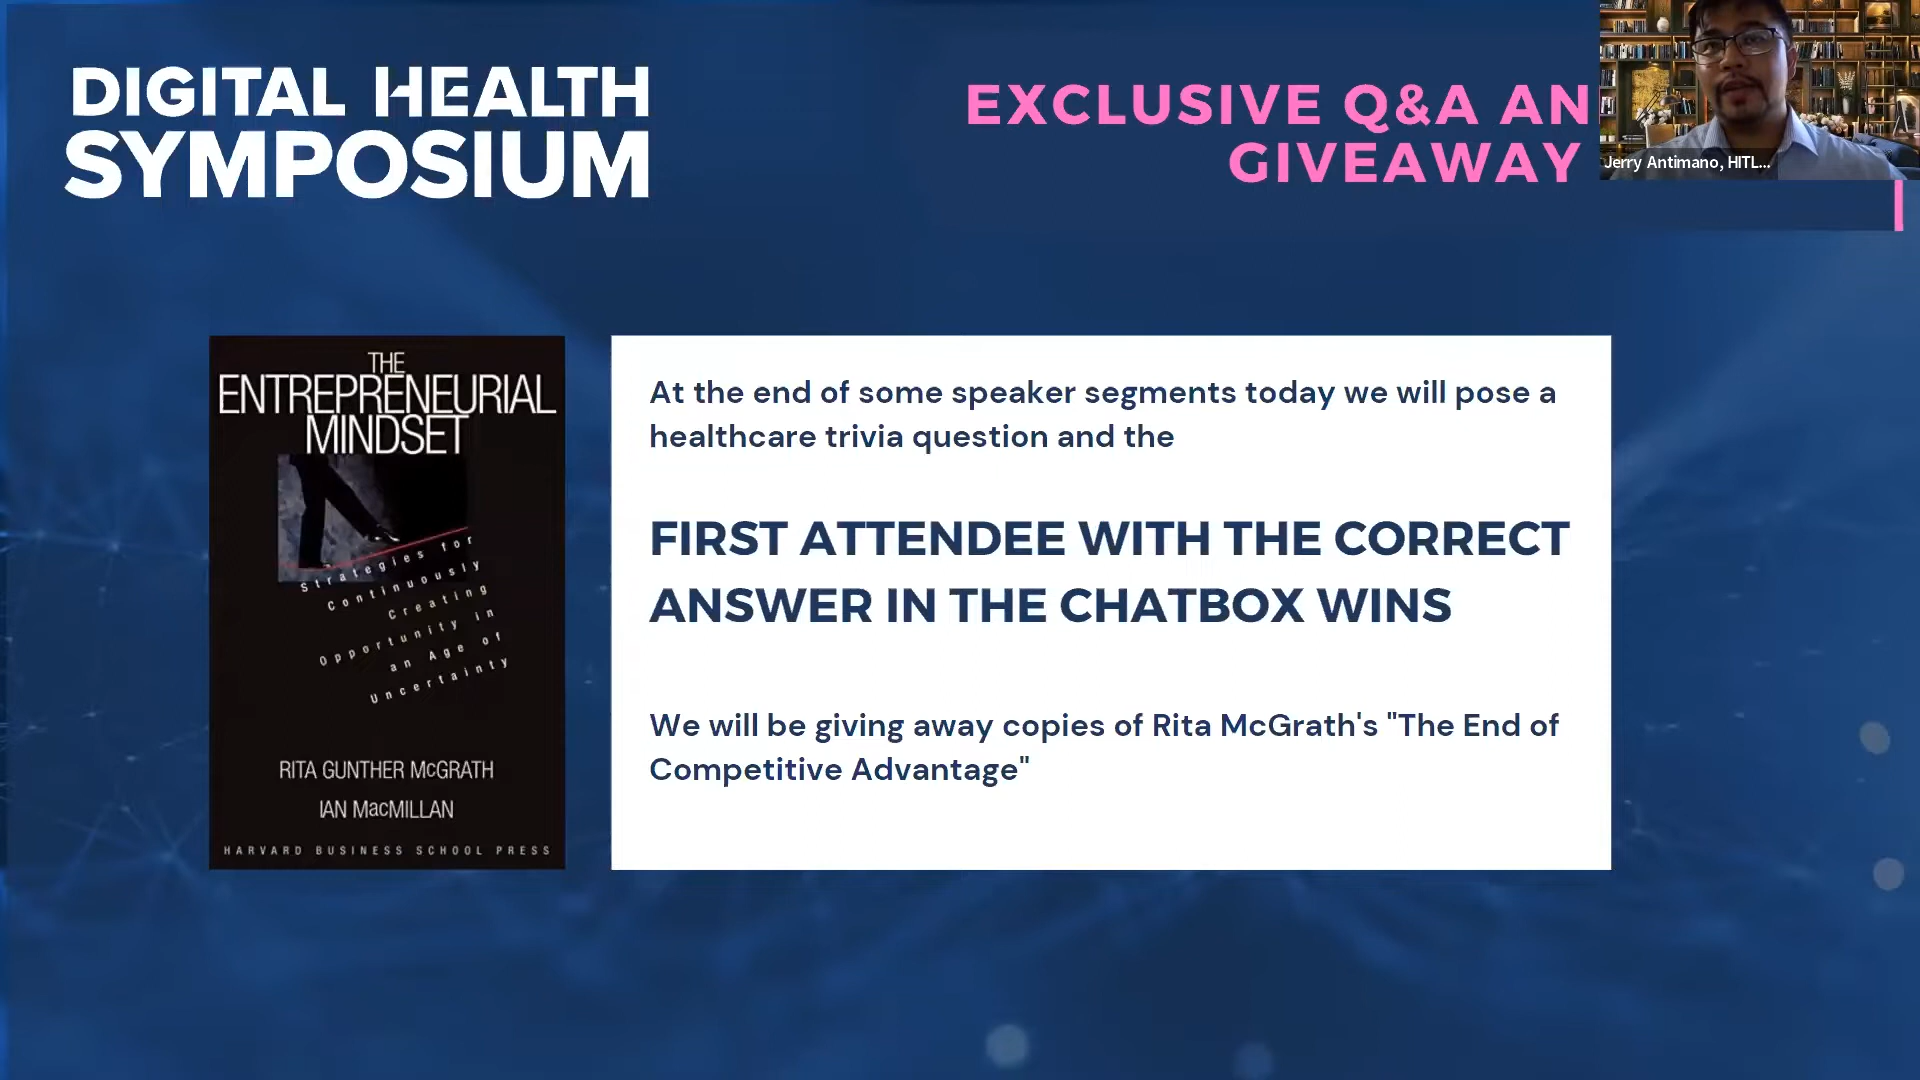 DIGITAL HEALTH
SYMPOSIUM
EXCLUSIVE Q&A AN
GIVEAWAY
Jerry Antimano, HITL...
THE
ENTREPRENEURIAL
MINDSET
Strategies for
Continuously
Creating
Opportunity in
an Age of
Uncertainty
RITA GUNTHER McGRATH
IAN MacMILLAN
HARVARD BUSINESS SCHOOL PRESS
At the end of some speaker segments today we will pose a
healthcare trivia question and the
FIRST ATTENDEE WITH THE CORRECT
ANSWER IN THE CHATBOX WINS
We will be giving away copies of Rita McGrath's "The End of
Competitive Advantage"